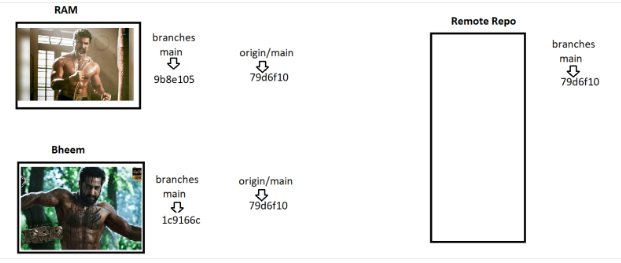 RAM
branches
main
9b8e105
origin/main
79d6f10
Remote Repo
branches
main
79d6f10
Bheem
branches
main
1c9166c
origin/main
79d6f10